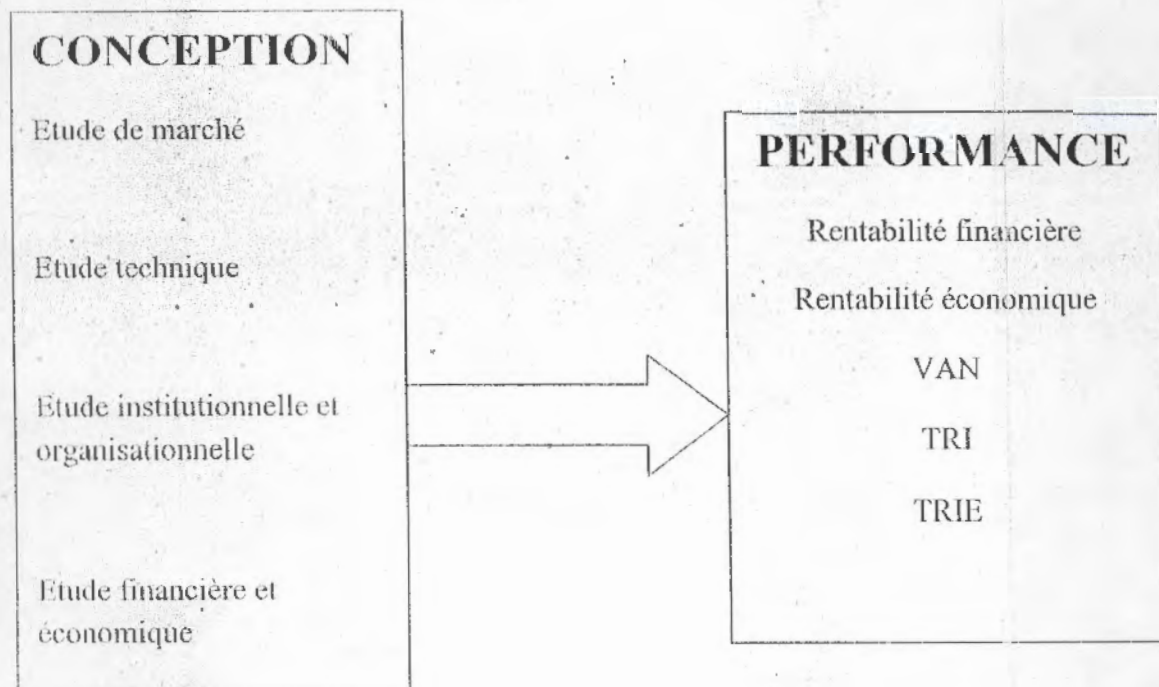 CONCEPTION
Etude de marché
Etude technique
Etude institutionnelle et
organisationnelle
Etude financière et
économique
PERFORMANCE
Rentabilité financière
Rentabilité économique
VAN
TRI
TRIE